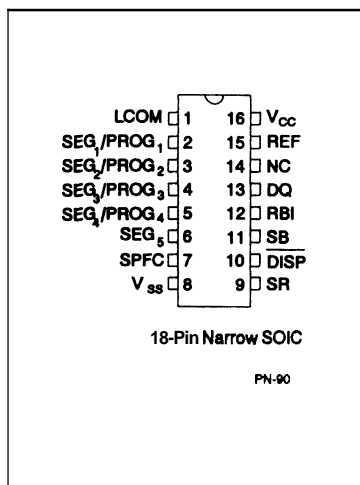 LCOM 1 16 VCC
SEG1/PROG1 2 15 REF
SEG2/PROG2 3 14 NC
SEG3/PROG3 4 13 DQ
SEG4/PROG4 5 12 RBI
SEG5 6 11 SB
SPFC 7 10 DISP
VSS 8 9 SR
18-Pin Narrow SOIC
PN-90